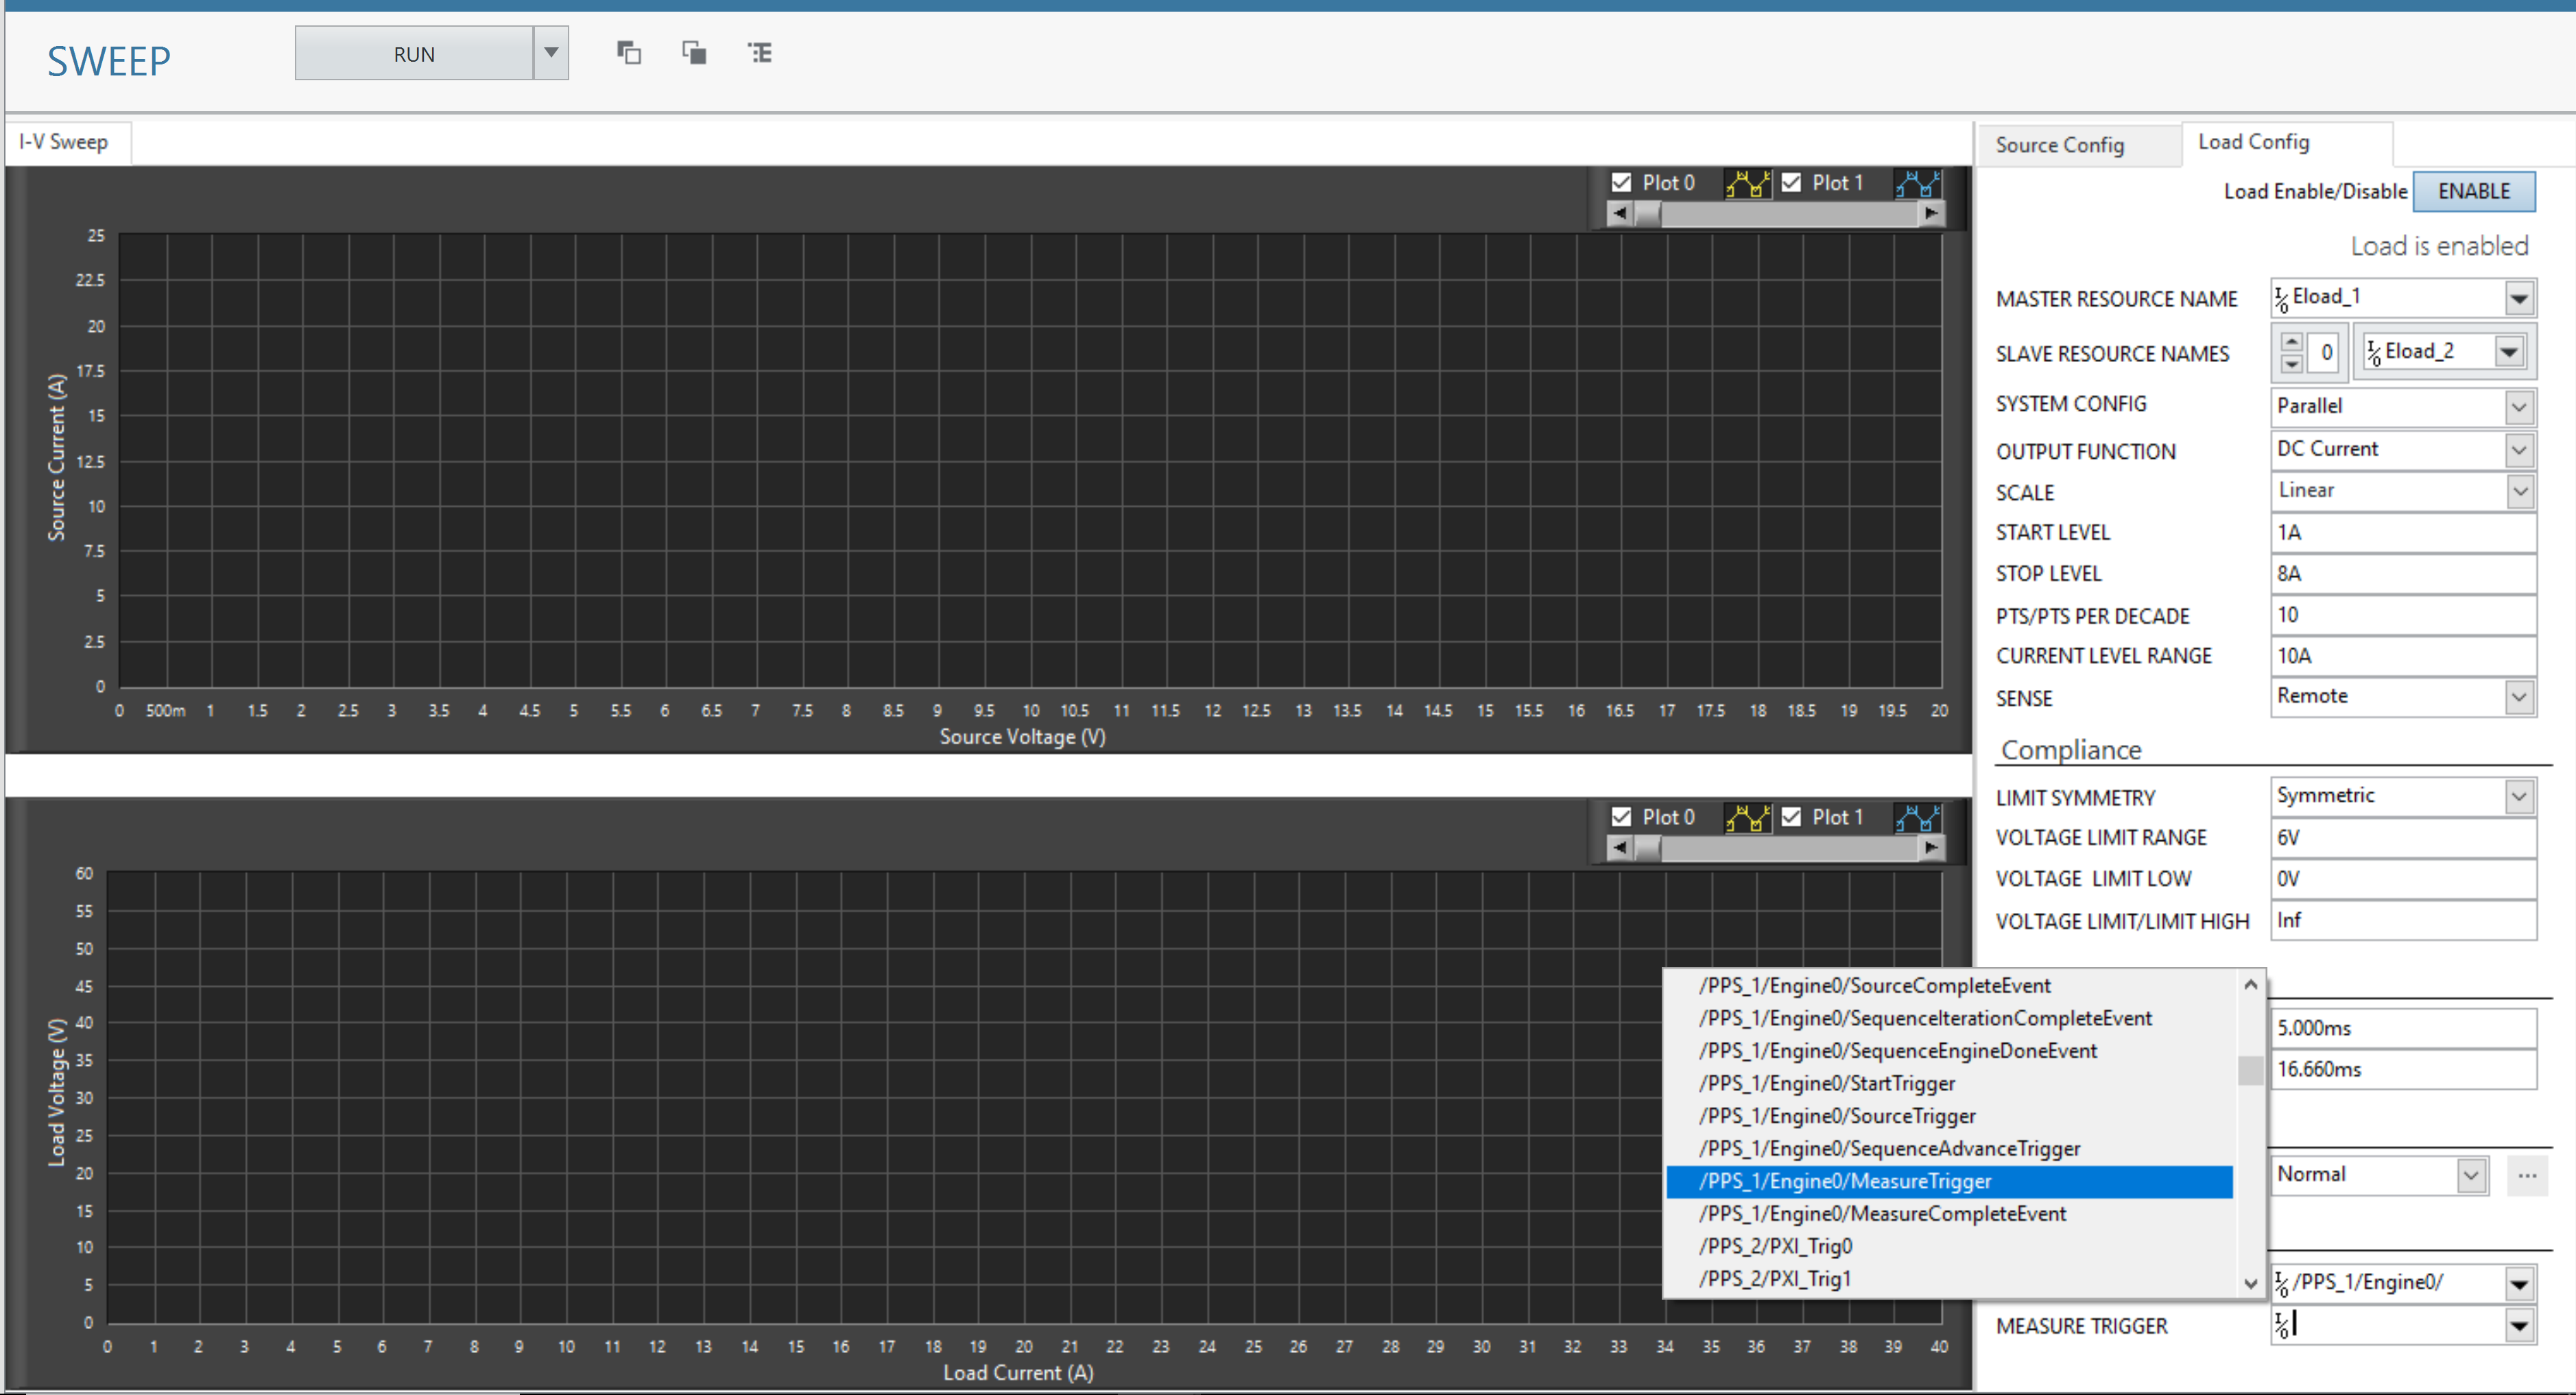 SWEEP
RUN
I-V Sweep
Plot 0
Plot 1
25
22.5
20
17.5
15
12.5
10
7.5
5
2.5
0
Source Current (A)
0 500m 1 1.5 2 2.5 3 3.5 4 4.5 5 5.5 6 6.5 7 7.5 8 8.5 9 9.5 10 10.5 11 11.5 12 12.5 13 13.5 14 14.5 15 15.5 16 16.5 17 17.5 18 18.5 19 19.5 20
Source Voltage (V)
Plot 0
Plot 1
60
55
50
45
40
35
30
25
20
15
10
5
0
Load Voltage (V)
0 1 2 3 4 5 6 7 8 9 10 11 12 13 14 15 16 17 18 19 20 21 22 23 24 25 26 27 28 29 30 31 32 33 34 35 36 37 38 39 40
Load Current (A)
Source Config
Load Config
Load Enable/Disable ENABLE
Load is enabled
MASTER RESOURCE NAME Eload_1
SLAVE RESOURCE NAMES 0 Eload_2
SYSTEM CONFIG Parallel
OUTPUT FUNCTION DC Current
SCALE Linear
START LEVEL 1A
STOP LEVEL 8A
PTS/PTS PER DECADE 10
CURRENT LEVEL RANGE 10A
SENSE Remote
Compliance
LIMIT SYMMETRY Symmetric
VOLTAGE LIMIT RANGE 6V
VOLTAGE LIMIT LOW 0V
VOLTAGE LIMIT/LIMIT HIGH Inf
/PPS_1/Engine0/SourceCompleteEvent
/PPS_1/Engine0/SequenceIterationCompleteEvent
/PPS_1/Engine0/SequenceEngineDoneEvent
/PPS_1/Engine0/StartTrigger
/PPS_1/Engine0/SourceTrigger
/PPS_1/Engine0/SequenceAdvanceTrigger
/PPS_1/Engine0/MeasureTrigger
/PPS_1/Engine0/MeasureCompleteEvent
/PPS_2/PXI_Trig0
/PPS_2/PXI_Trig1
5.000ms
16.660ms
Normal ...
/PPS_1/Engine0/
MEASURE TRIGGER